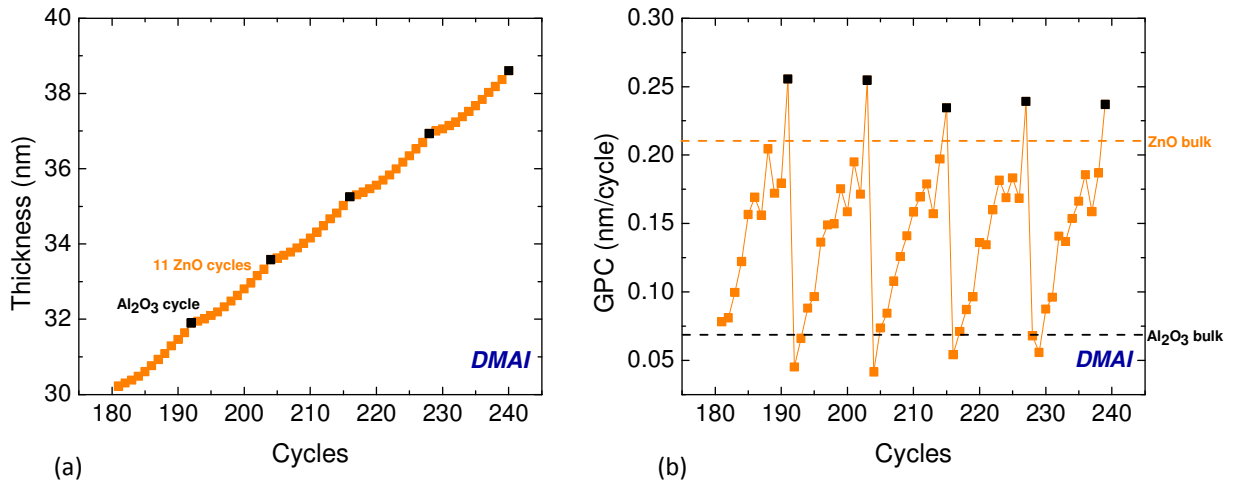 40
38
36
34
32
30
Thickness (nm)
11 ZnO cycles
Al₂O₃ cycle
DMAI
180 190 200 210 220 230 240
Cycles
(a)
0.30
0.25
0.20
0.15
0.10
0.05
GPC (nm/cycle)
ZnO bulk
Al₂O₃ bulk
DMAI
180 190 200 210 220 230 240
Cycles
(b)